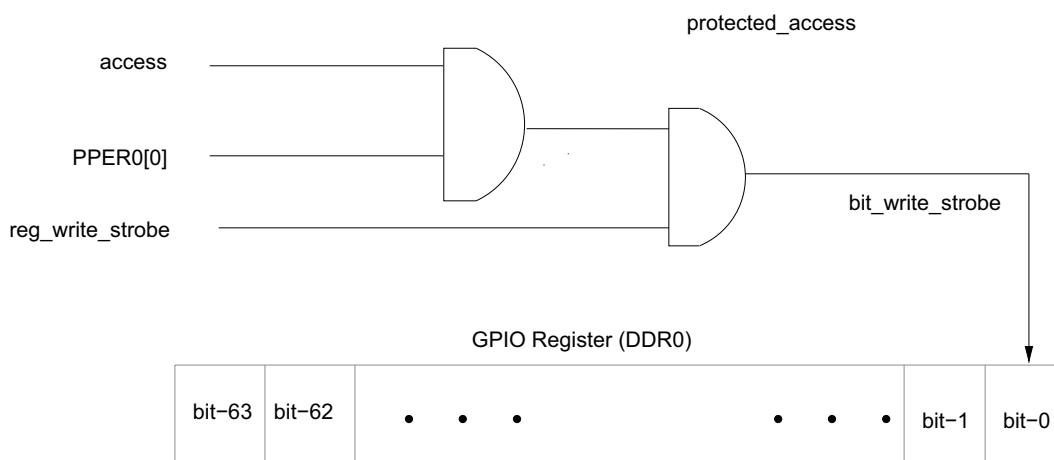 protected_access
access
PPER0[0]
bit_write_strobe
reg_write_strobe
GPIO Register (DDR0)
bit−63 bit−62 bit−1 bit−0